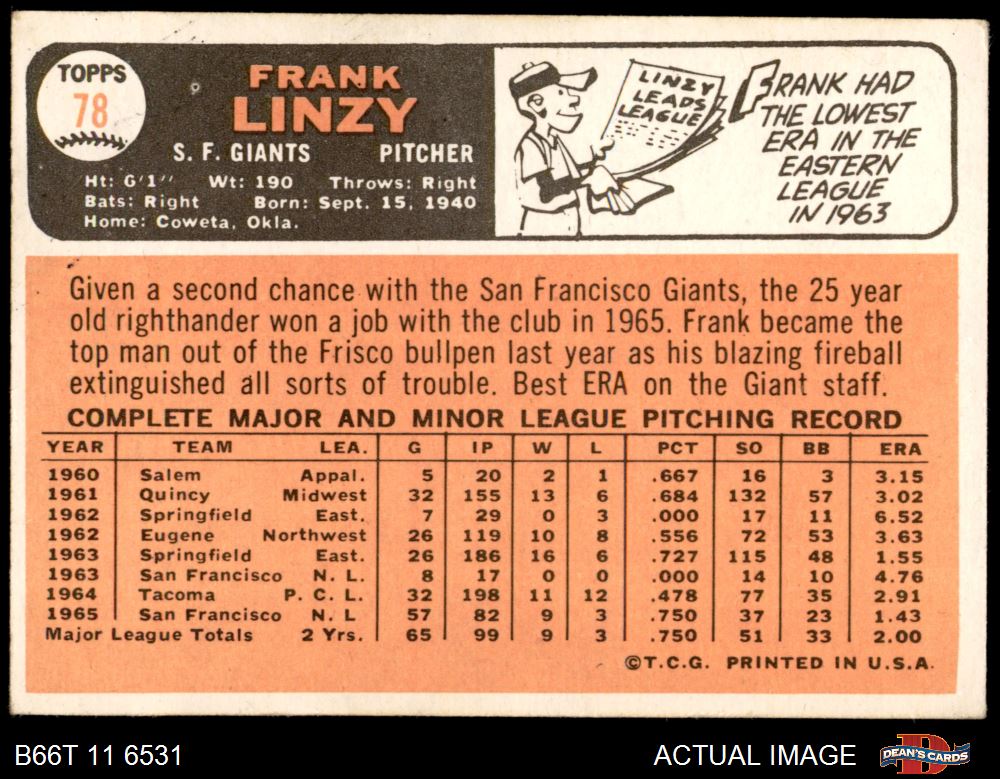 TOPPS
78
FRANK
LINZY
S. F. GIANTS PITCHER
Ht: 6'1" Wt: 190 Throws: Right
Bats: Right Born: Sept. 15, 1940
Home: Coweta, Okla.
LINZY
LEADS
LEAGUE
FRANK HAD
THE LOWEST
ERA IN THE
EASTERN
LEAGUE
IN 1963
Given a second chance with the San Francisco Giants, the 25 year
old righthander won a job with the club in 1965. Frank became the
top man out of the Frisco bullpen last year as his blazing fireball
extinguished all sorts of trouble. Best ERA on the Giant staff.
COMPLETE MAJOR AND MINOR LEAGUE PITCHING RECORD
YEAR TEAM LEA. G IP W L PCT SO BB ERA
1960 Salem Appal. 5 20 2 1 .667 16 3 3.15
1961 Quincy Midwest 32 155 13 6 .684 132 57 3.02
1962 Springfield East. 7 29 0 3 .000 17 11 6.52
1962 Eugene Northwest 26 119 10 8 .556 72 53 3.63
1963 Springfield East. 26 186 16 6 .727 115 48 1.55
1963 San Francisco N. L. 8 17 0 0 .000 14 10 4.76
1964 Tacoma P. C. L. 32 198 11 12 .478 77 35 2.91
1965 San Francisco N. L 57 82 9 3 .750 37 23 1.43
Major League Totals 2 Yrs. 65 99 9 3 .750 51 33 2.00
©T.C.G. PRINTED IN U.S.A.
B66T 11 6531 ACTUAL IMAGE
DEAN'S CARDS